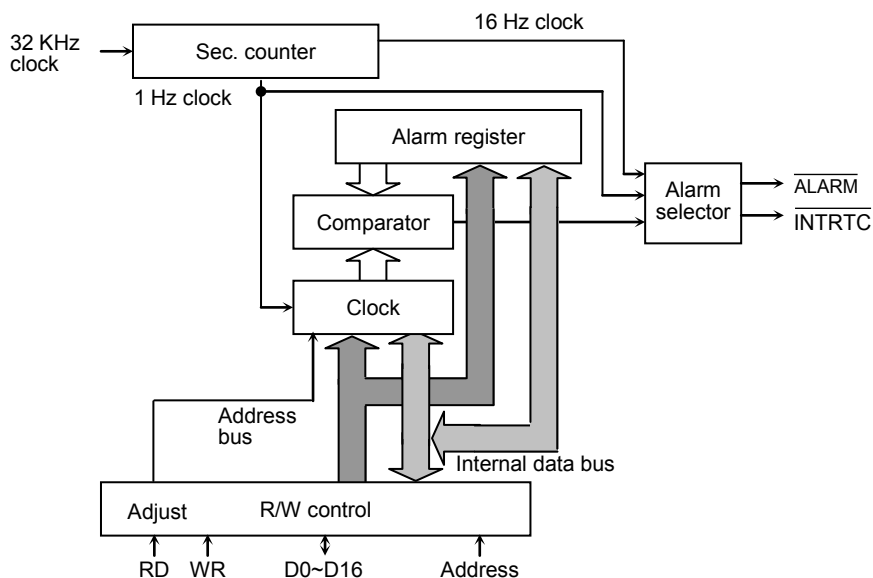 16 Hz clock
32 KHz
clock
Sec. counter
1 Hz clock
Alarm register
Alarm
selector
ALARM
INTRTC
Comparator
Clock
Address
bus
Internal data bus
Adjust
R/W control
RD
WR
D0~D16
Address